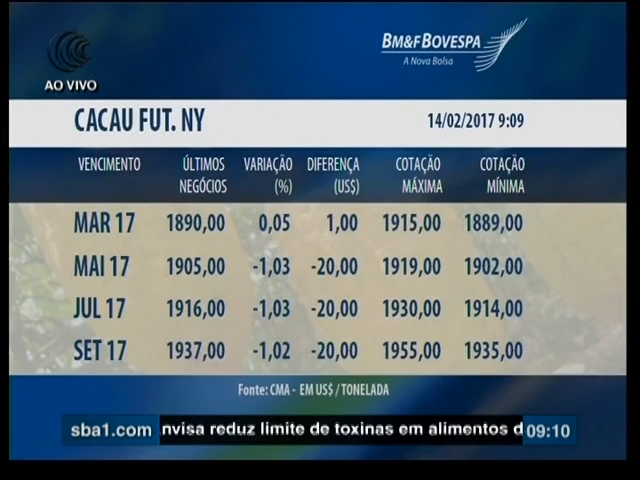 BM&FBOVESPA
A Nova Bolsa
AO VIVO
CACAU FUT. NY 14/02/2017 9:09
VENCIMENTO ÚLTIMOS NEGÓCIOS VARIAÇÃO (%) DIFERENÇA (US$) COTAÇÃO MÁXIMA COTAÇÃO MÍNIMA
MAR 17 1890,00 0,05 1,00 1915,00 1889,00
MAI 17 1905,00 -1,03 -20,00 1919,00 1902,00
JUL 17 1916,00 -1,03 -20,00 1930,00 1914,00
SET 17 1937,00 -1,02 -20,00 1955,00 1935,00
Fonte: CMA - EM US$ / TONELADA
sba1.com nvisa reduz limite de toxinas em alimentos d 09:10